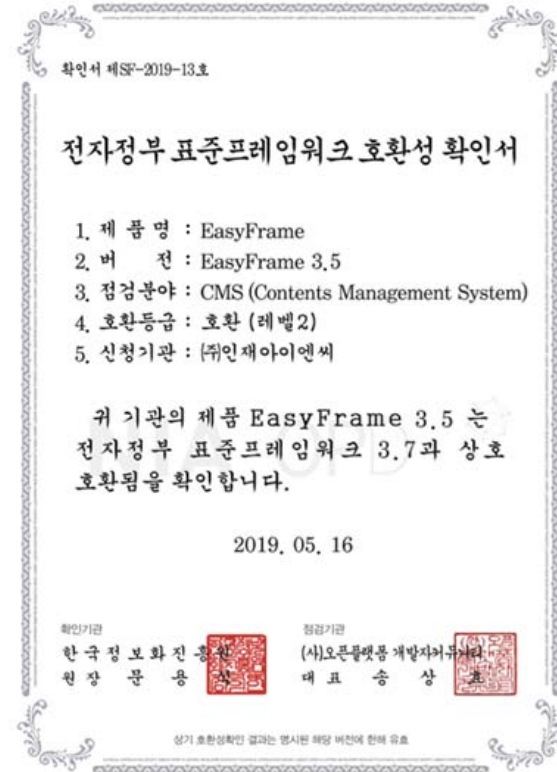 확인서 제SF-2019-13호
전자정부 표준프레임워크 호환성 확인서
1. 제 품 명 : EasyFrame
2. 버 전 : EasyFrame 3.5
3. 점검분야 : CMS (Contents Management System)
4. 호환등급 : 호환 (레벨2)
5. 신청기관 : ㈜인재아이엔씨
귀 기관의 제품 EasyFrame 3.5 는
전자정부 표준프레임워크 3.7과 상호
호환됨을 확인합니다.
2019. 05. 16
확인기관
한국정보화진흥원
원 장 문 용 식
점검기관
(사)오픈플랫폼 개발자커뮤니티
대 표 송 상 효
상기 호환성확인 결과는 명시된 해당 버전에 한해 유효